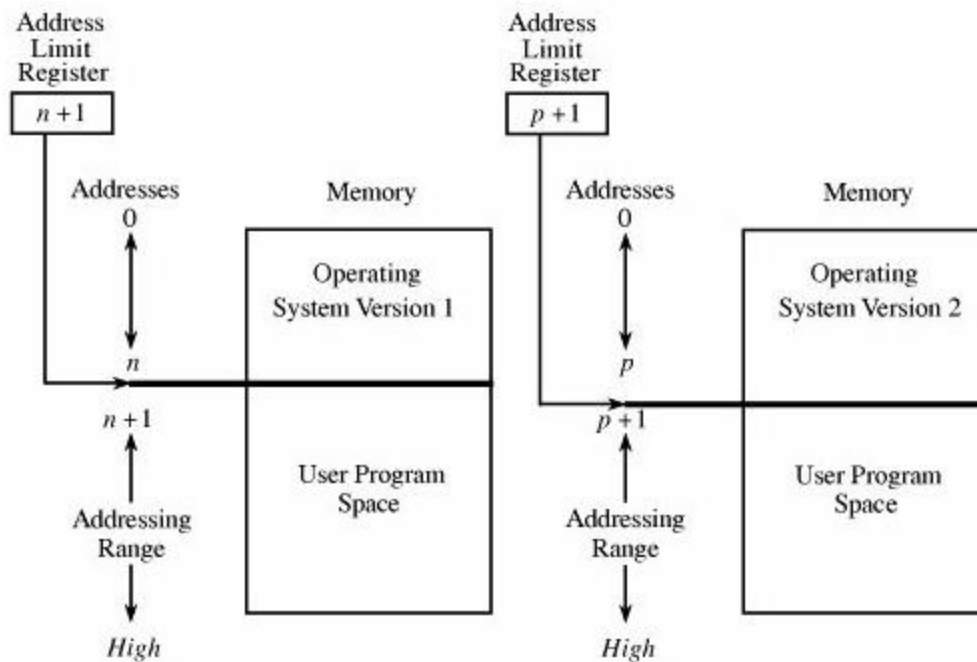 Address
Limit
Register
n + 1
Addresses
0
n
n + 1
Addressing
Range
High
Memory
Operating
System Version 1
User Program
Space
Address
Limit
Register
p + 1
Addresses
0
p
p + 1
Addressing
Range
High
Memory
Operating
System Version 2
User Program
Space